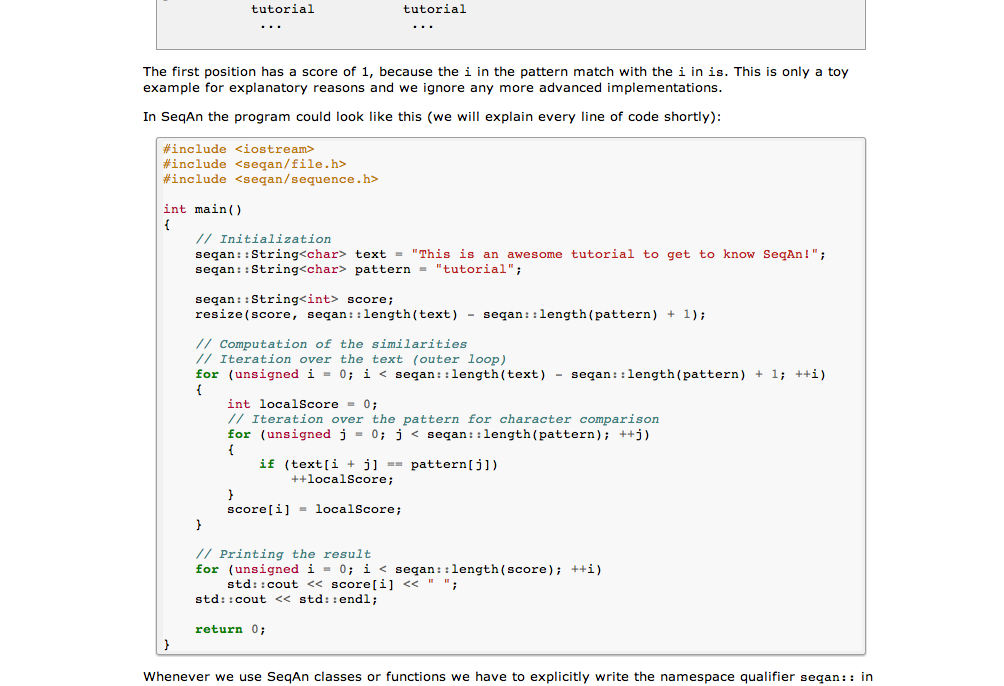 tutorial tutorial
... ...
The first position has a score of 1, because the i in the pattern match with the i in is. This is only a toy
example for explanatory reasons and we ignore any more advanced implementations.
In SeqAn the program could look like this (we will explain every line of code shortly):
#include <iostream>
#include <seqan/file.h>
#include <seqan/sequence.h>
int main()
{
// Initialization
seqan::String<char> text = "This is an awesome tutorial to get to know SeqAn!";
seqan::String<char> pattern = "tutorial";
seqan::String<int> score;
resize(score, seqan::length(text) - seqan::length(pattern) + 1);
// Computation of the similarities
// Iteration over the text (outer loop)
for (unsigned i = 0; i < seqan::length(text) - seqan::length(pattern) + 1; ++i)
{
int localScore = 0;
// Iteration over the pattern for character comparison
for (unsigned j = 0; j < seqan::length(pattern); ++j)
{
if (text[i + j] == pattern[j])
++localScore;
}
score[i] = localScore;
}
// Printing the result
for (unsigned i = 0; i < seqan::length(score); ++i)
std::cout << score[i] << " ";
std::cout << std::endl;
return 0;
}
Whenever we use SeqAn classes or functions we have to explicitly write the namespace qualifier seqan:: in